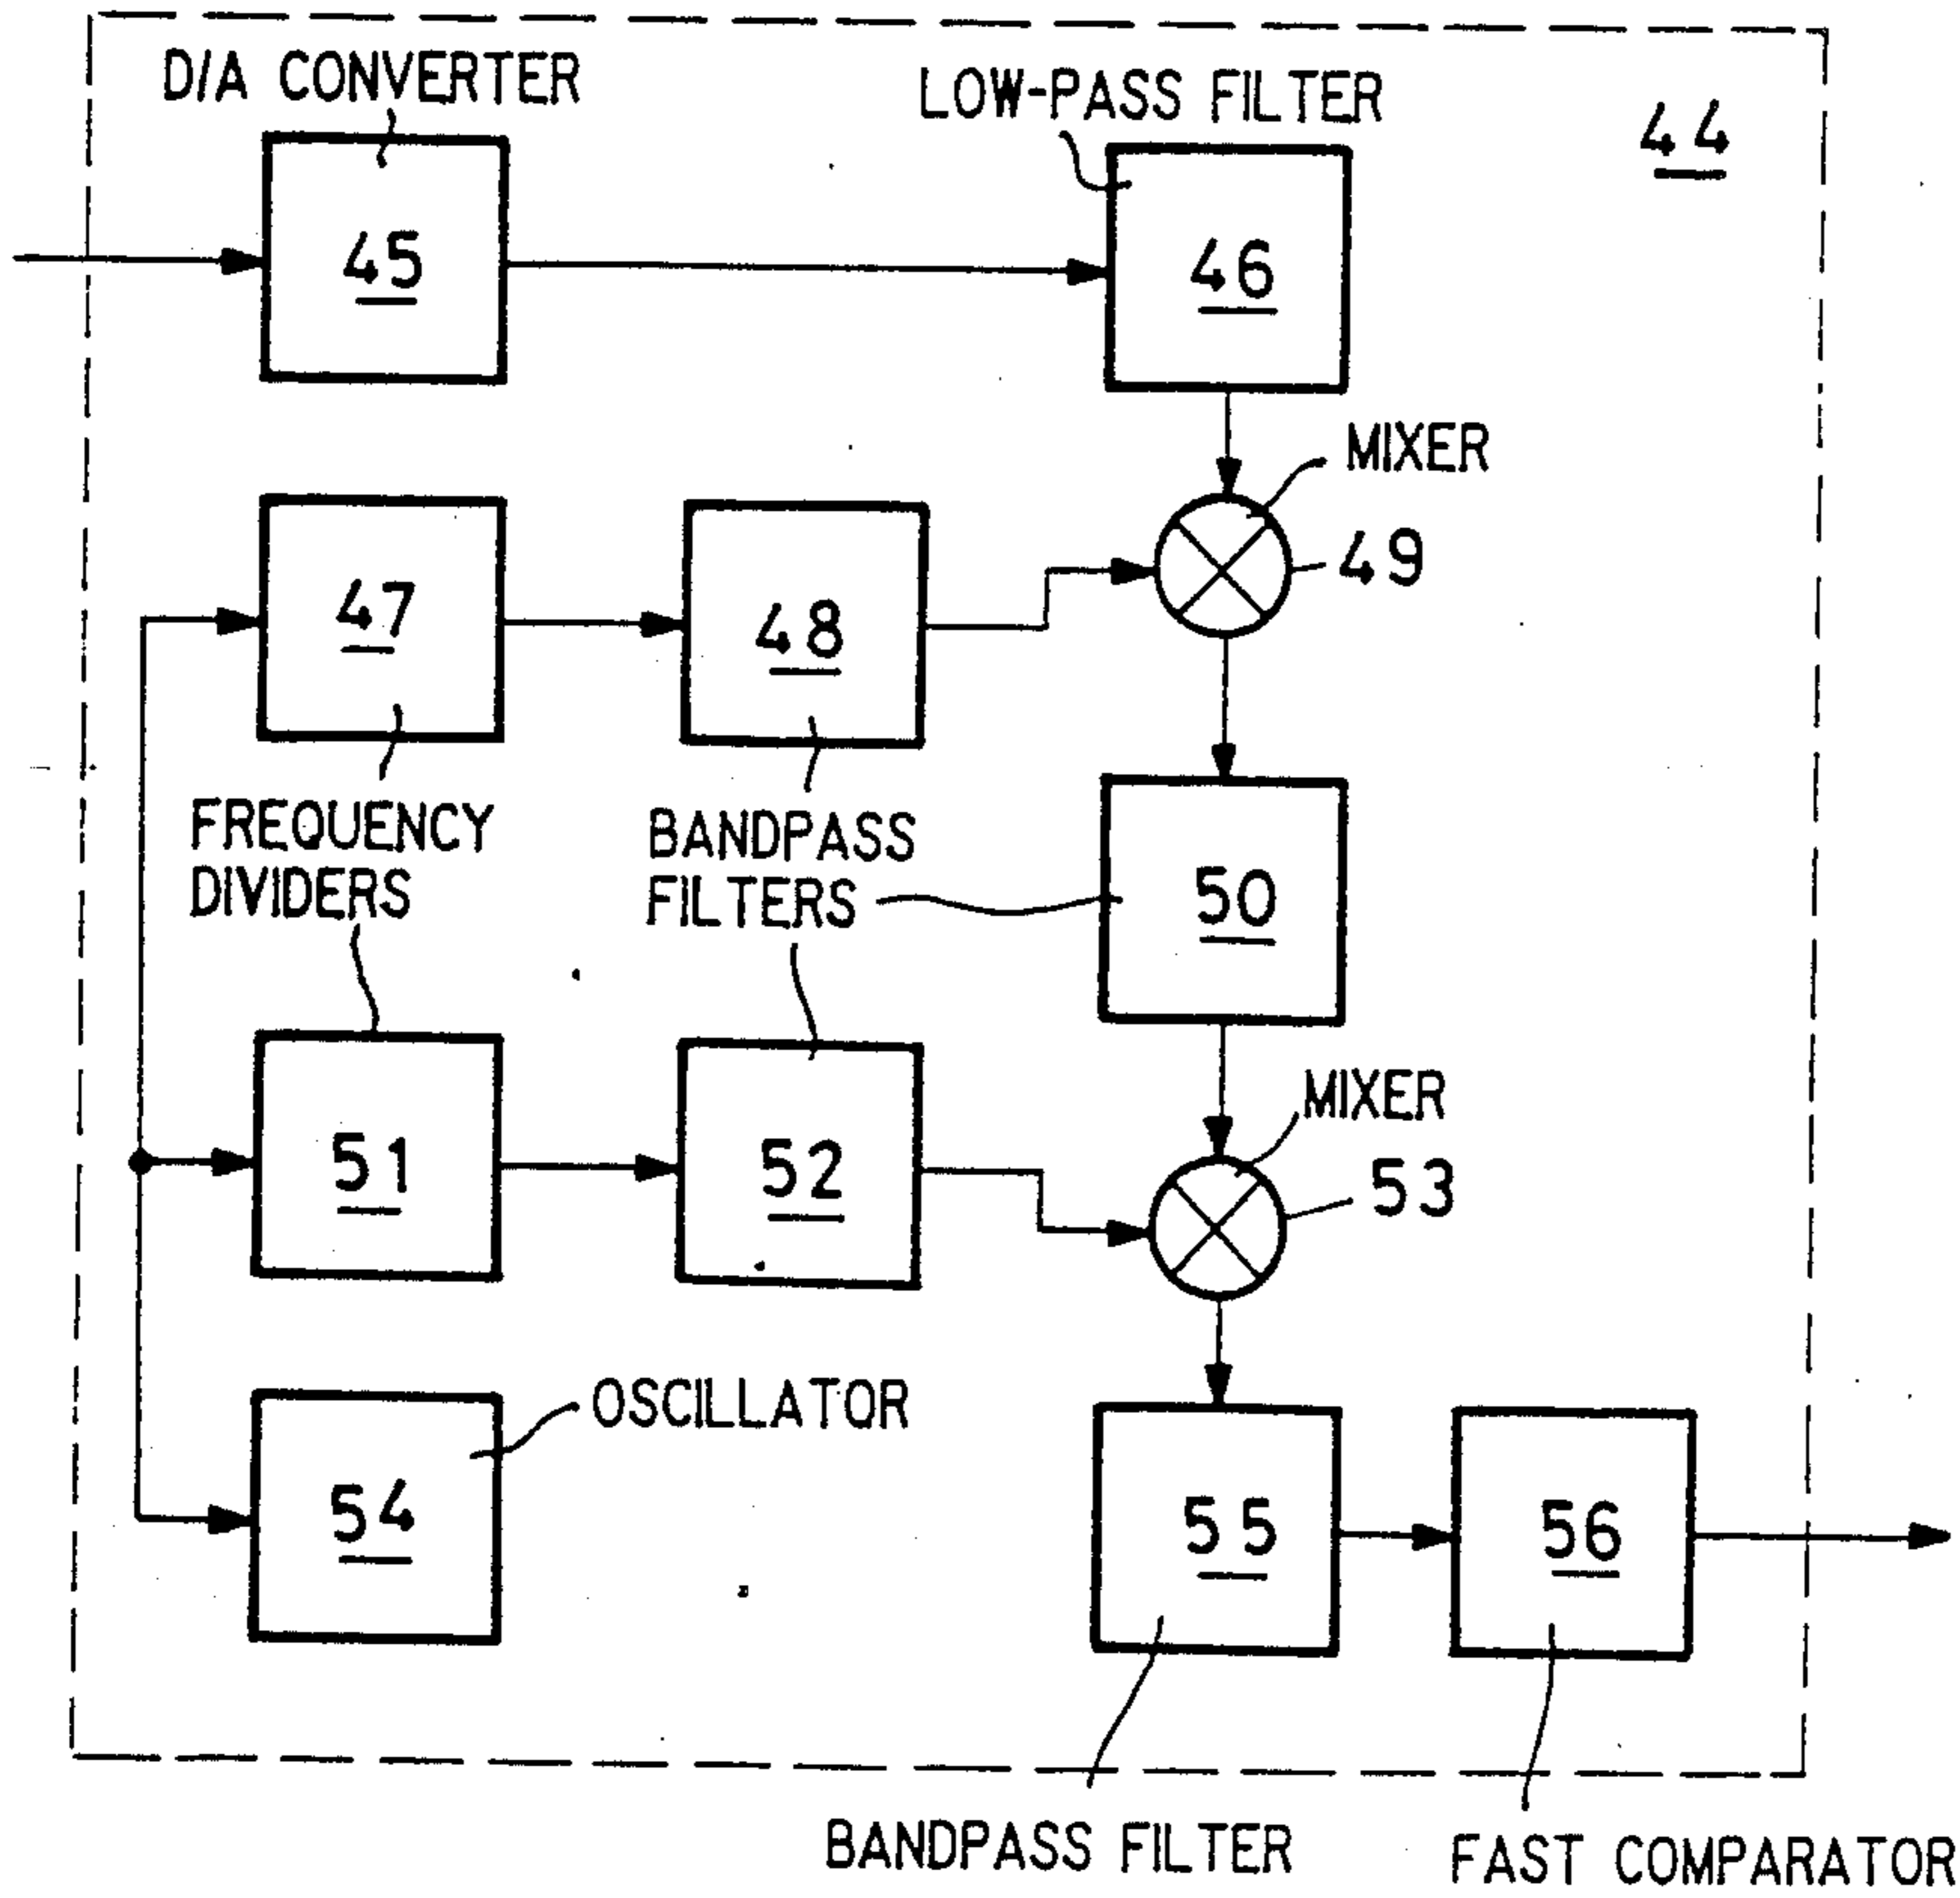 D/A CONVERTER
LOW-PASS FILTER
44
45
46
MIXER
49
47
48
FREQUENCY
DIVIDERS
BANDPASS
FILTERS
50
MIXER
53
51
52
OSCILLATOR
54
55
56
BANDPASS FILTER
FAST COMPARATOR